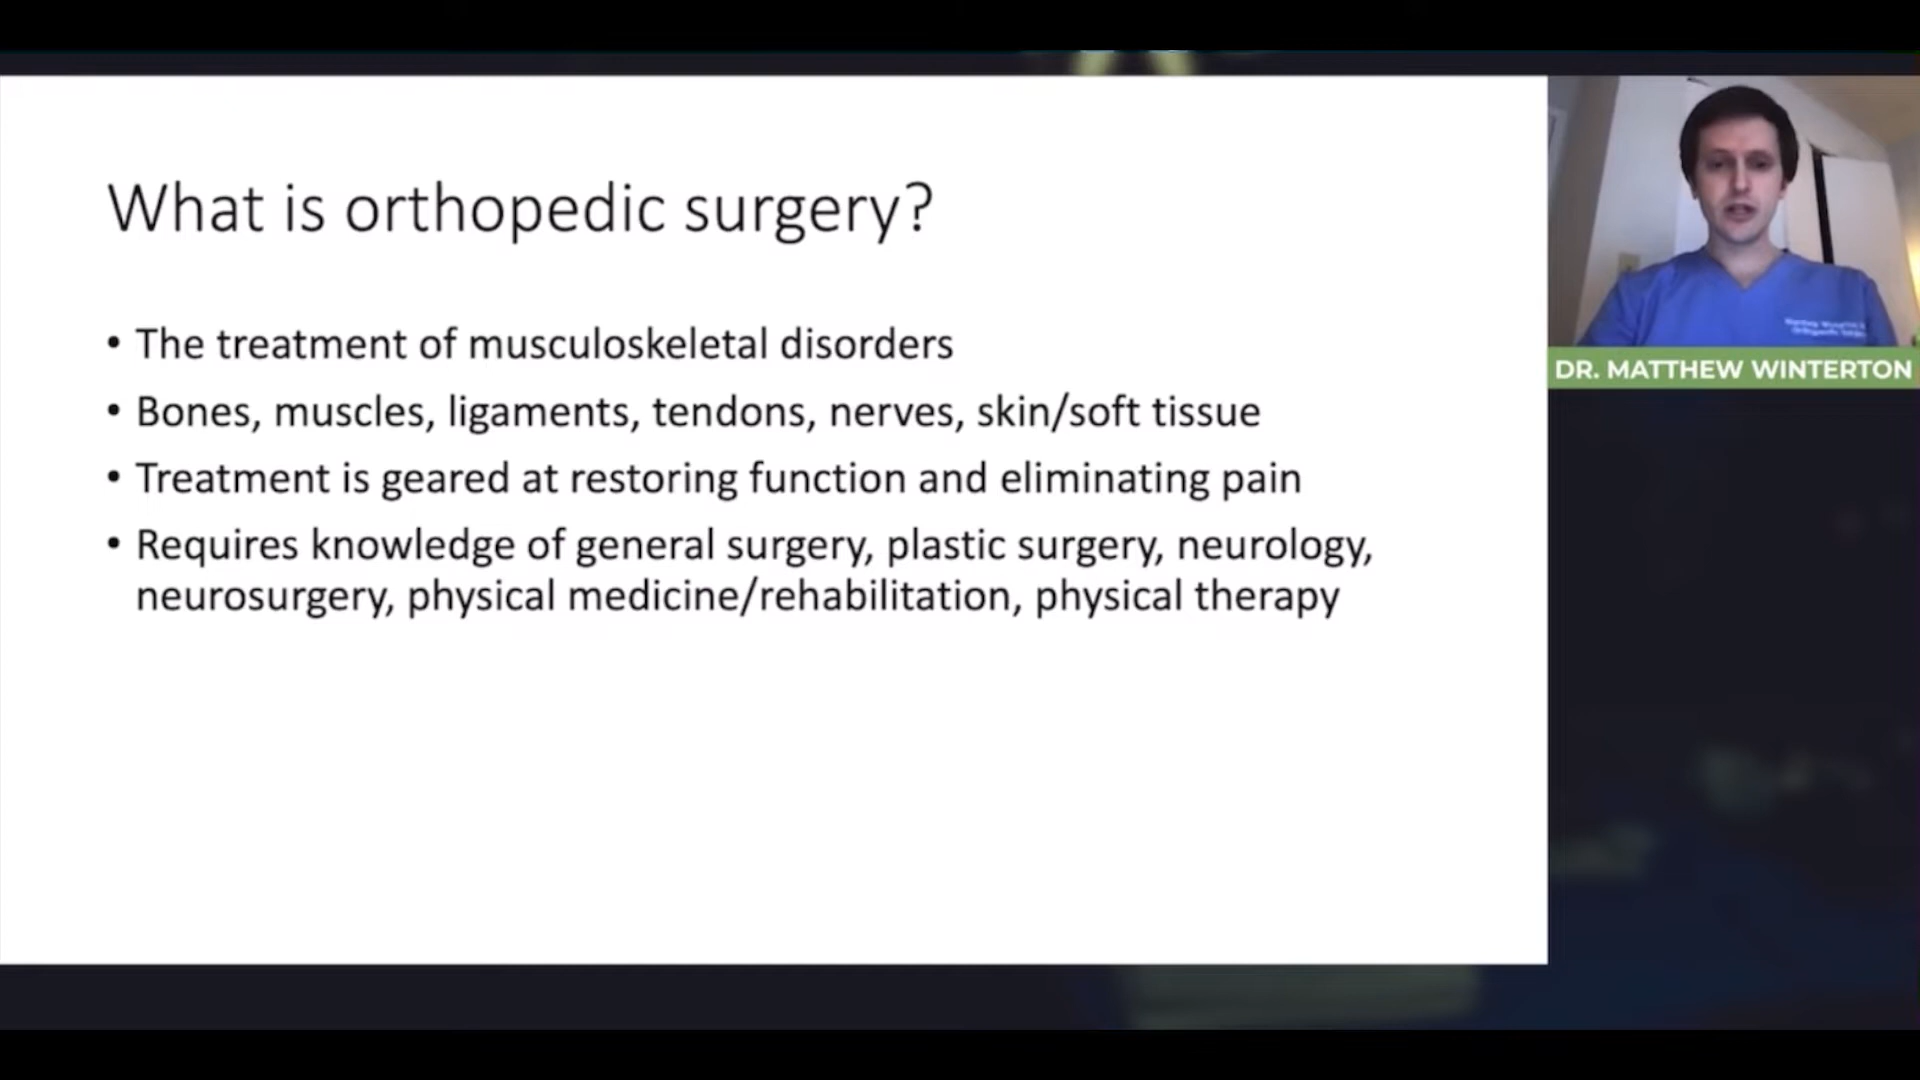 What is orthopedic surgery?
• The treatment of musculoskeletal disorders
• Bones, muscles, ligaments, tendons, nerves, skin/soft tissue
• Treatment is geared at restoring function and eliminating pain
• Requires knowledge of general surgery, plastic surgery, neurology,
neurosurgery, physical medicine/rehabilitation, physical therapy
DR. MATTHEW WINTERTON